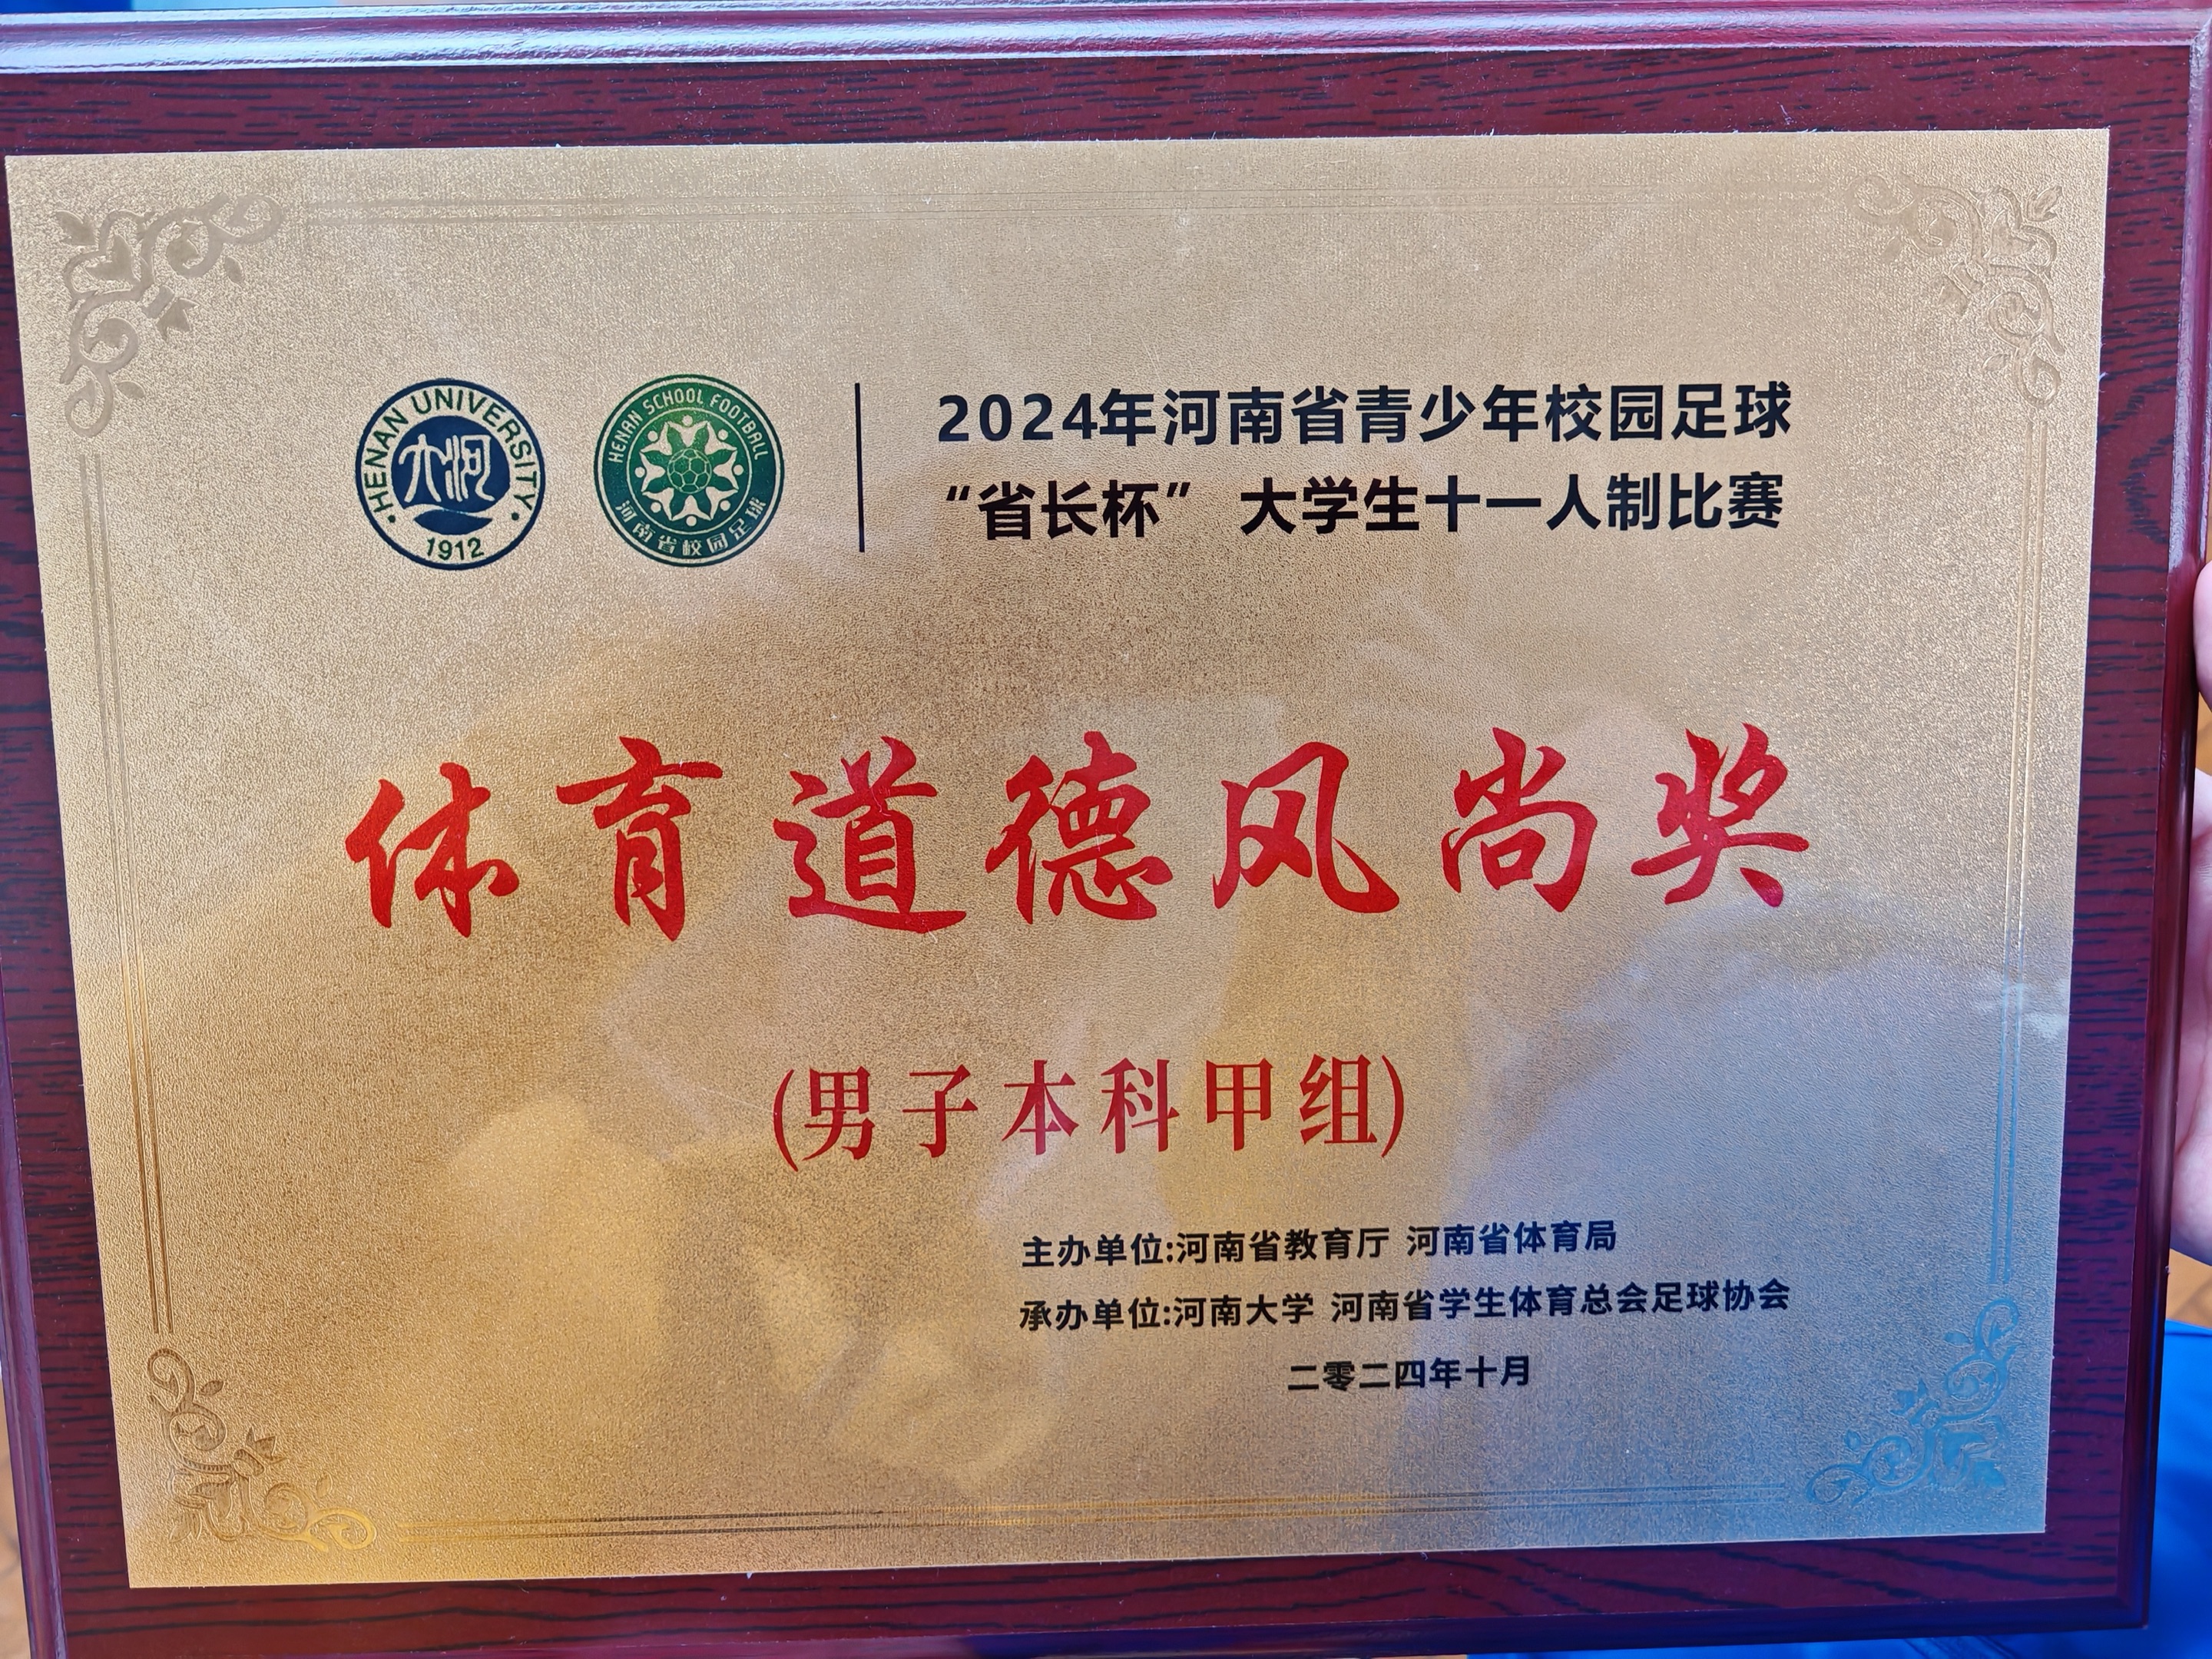 HENAN UNIVERSITY
大河
1912
HENAN SCHOOL FOOTBALL
河南省校园足球
2024年河南省青少年校园足球
“省长杯” 大学生十一人制比赛
体育道德风尚奖
(男子本科甲组)
主办单位:河南省教育厅 河南省体育局
承办单位:河南大学 河南省学生体育总会足球协会
二零二四年十月